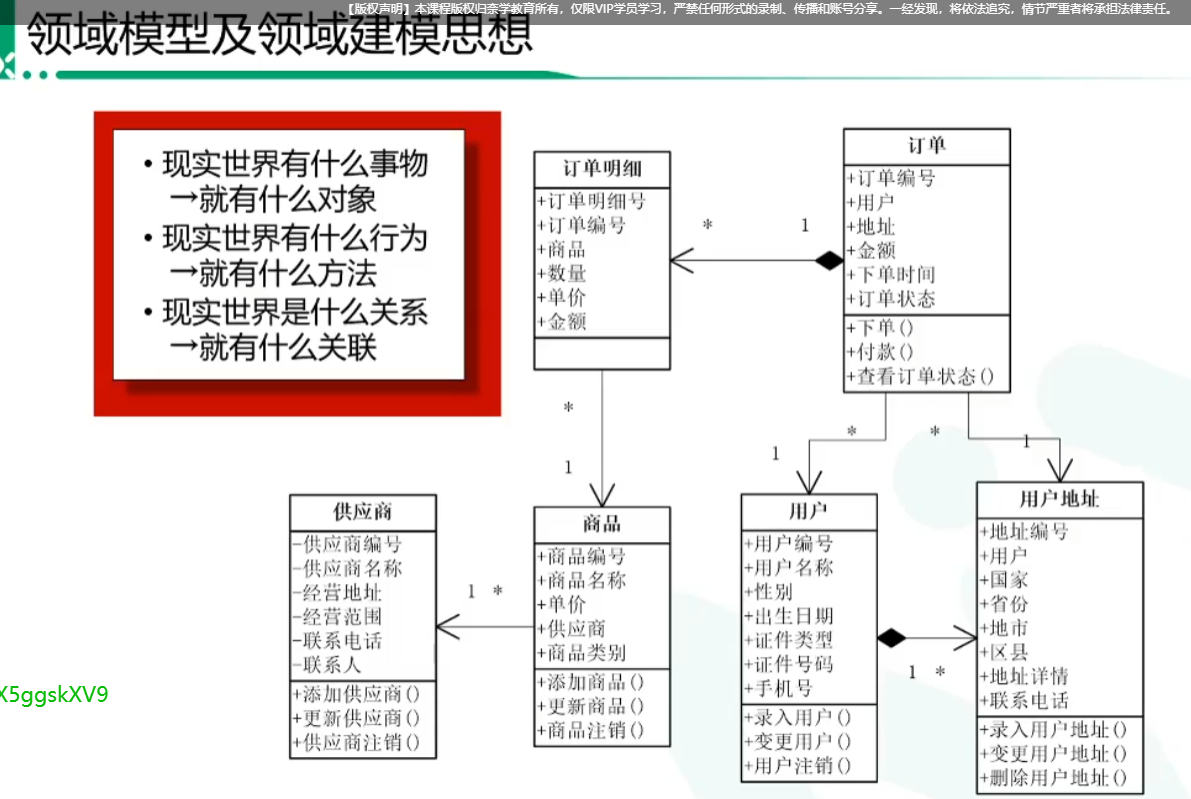 【版权声明】本课程版权归奈学教育所有，仅限VIP学员学习，严禁任何形式的录制、传播和账号分享。一经发现，将依法追究，情节严重者将承担法律责任。
领域模型及领域建模思想
• 现实世界有什么事物
→就有什么对象
• 现实世界有什么行为
→就有什么方法
• 现实世界是什么关系
→就有什么关联
订单明细
+订单明细号
+订单编号
+商品
+数量
+单价
+金额
* 1
订单
+订单编号
+用户
+地址
+金额
+下单时间
+订单状态
+下单()
+付款()
+查看订单状态()
*
1
*
1
*
1
供应商
-供应商编号
-供应商名称
-经营地址
-经营范围
-联系电话
-联系人
+添加供应商()
+更新供应商()
+供应商注销()
1 *
商品
+商品编号
+商品名称
+单价
+供应商
+商品类别
+添加商品()
+更新商品()
+商品注销()
用户
+用户编号
+用户名称
+性别
+出生日期
+证件类型
+证件号码
+手机号
+录入用户()
+变更用户()
+用户注销()
1 *
用户地址
+地址编号
+用户
+国家
+省份
+地市
+区县
+地址详情
+联系电话
+录入用户地址()
+变更用户地址()
+删除用户地址()
X5ggskXV9